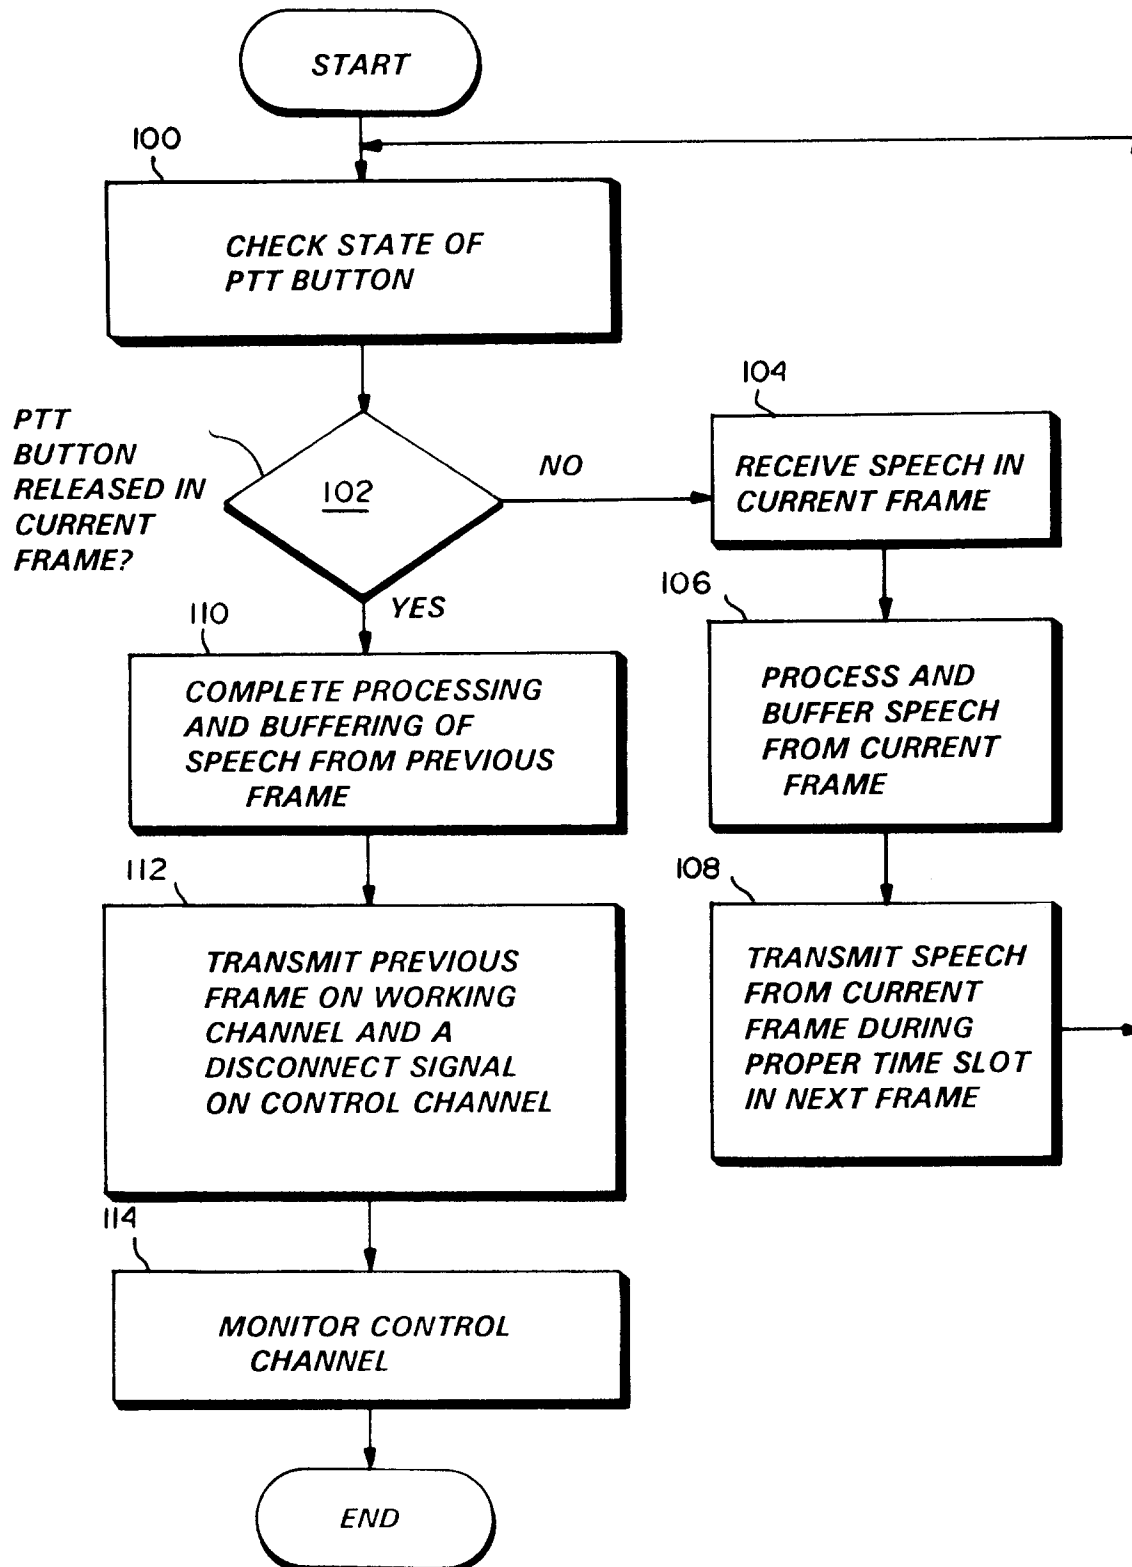 START
100
CHECK STATE OF
PTT BUTTON
PTT
BUTTON
RELEASED IN
CURRENT
FRAME?
102
NO
YES
104
RECEIVE SPEECH IN
CURRENT FRAME
106
PROCESS AND
BUFFER SPEECH
FROM CURRENT
FRAME
108
TRANSMIT SPEECH
FROM CURRENT
FRAME DURING
PROPER TIME SLOT
IN NEXT FRAME
110
COMPLETE PROCESSING
AND BUFFERING OF
SPEECH FROM PREVIOUS
FRAME
112
TRANSMIT PREVIOUS
FRAME ON WORKING
CHANNEL AND A
DISCONNECT SIGNAL
ON CONTROL CHANNEL
114
MONITOR CONTROL
CHANNEL
END